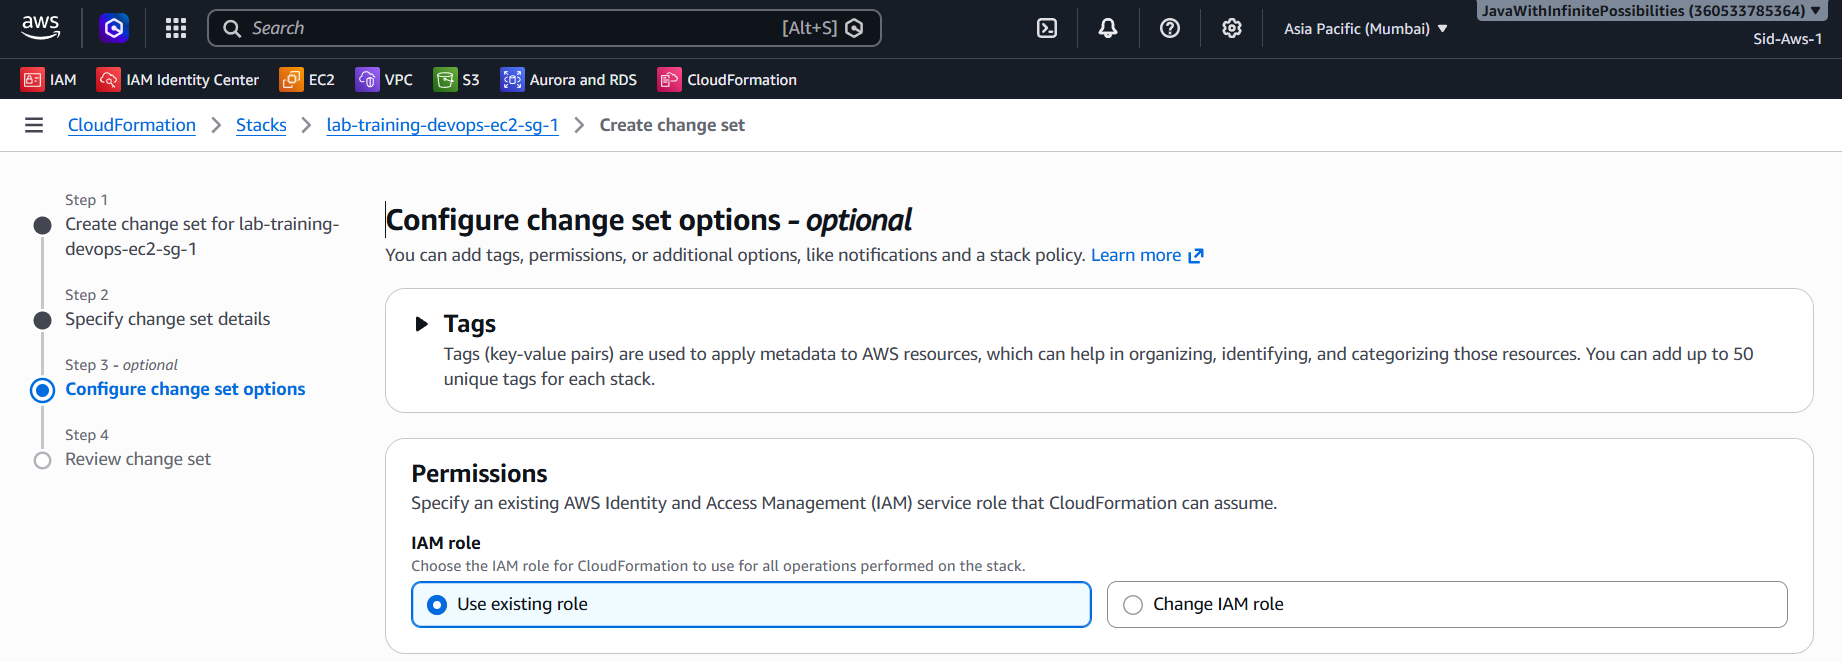 aws
Search
[Alt+S]
Asia Pacific (Mumbai)
JavaWithInfinitePossibilities (360533785364)
Sid-Aws-1
IAM
IAM Identity Center
EC2
VPC
S3
Aurora and RDS
CloudFormation
CloudFormation
Stacks
lab-training-devops-ec2-sg-1
Create change set
Step 1
Create change set for lab-training-
devops-ec2-sg-1
Step 2
Specify change set details
Step 3 - optional
Configure change set options
Step 4
Review change set
Configure change set options - optional
You can add tags, permissions, or additional options, like notifications and a stack policy. Learn more
Tags
Tags (key-value pairs) are used to apply metadata to AWS resources, which can help in organizing, identifying, and categorizing those resources. You can add up to 50
unique tags for each stack.
Permissions
Specify an existing AWS Identity and Access Management (IAM) service role that CloudFormation can assume.
IAM role
Choose the IAM role for CloudFormation to use for all operations performed on the stack.
Use existing role
Change IAM role